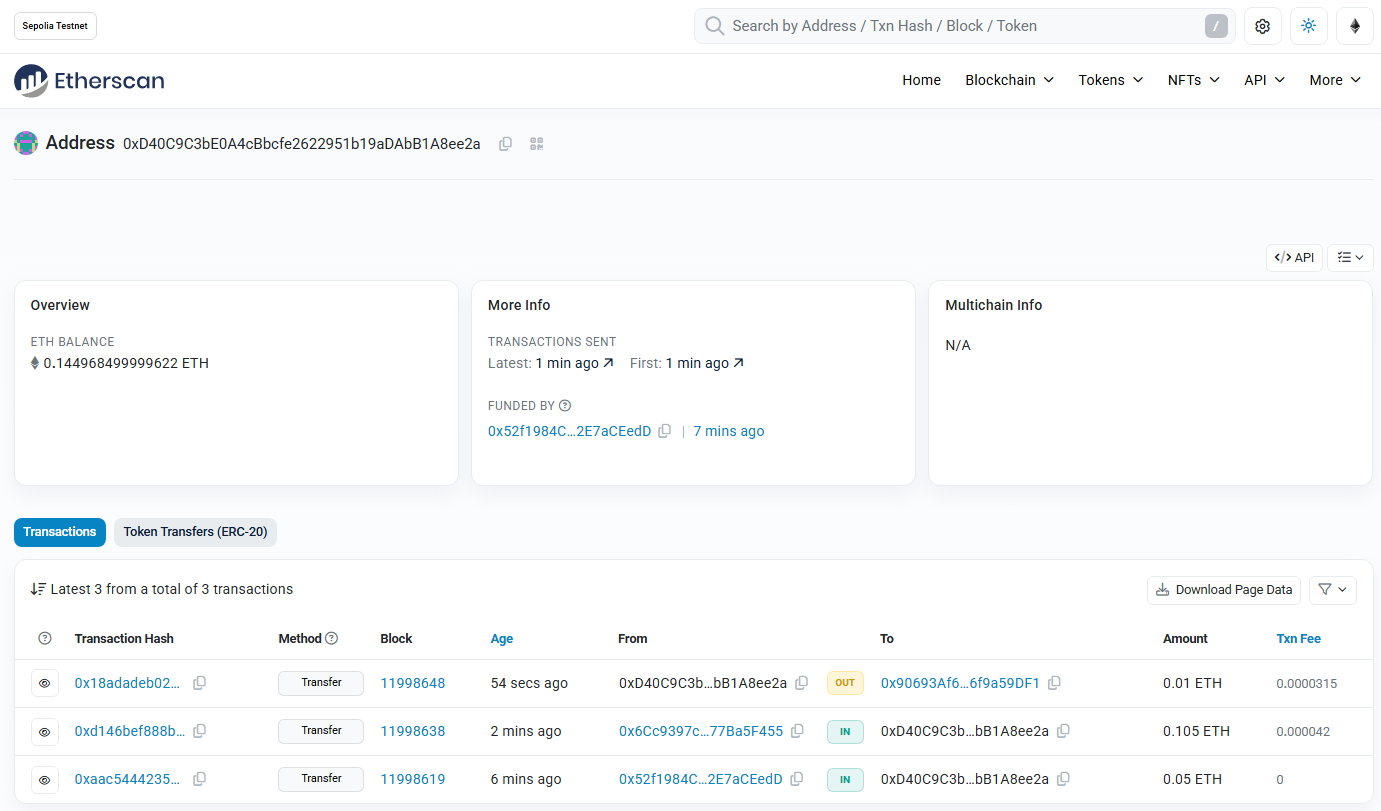 Sepolia Testnet
Search by Address / Txn Hash / Block / Token /
Etherscan
Home Blockchain Tokens NFTs API More
Address 0xD40C9C3bE0A4cBbcfe2622951b19aDAbB1A8ee2a
API
Overview
ETH BALANCE
0.144968499999622 ETH
More Info
TRANSACTIONS SENT
Latest: 1 min ago First: 1 min ago
FUNDED BY
0x52f1984C...2E7aCEedD | 7 mins ago
Multichain Info
N/A
Transactions Token Transfers (ERC-20)
Latest 3 from a total of 3 transactions
Download Page Data
Transaction Hash Method Block Age From To Amount Txn Fee
0x18adadeb02... Transfer 11998648 54 secs ago 0xD40C9C3b...bB1A8ee2a OUT 0x90693Af6...6f9a59DF1 0.01 ETH 0.0000315
0xd146bef888b... Transfer 11998638 2 mins ago 0x6Cc9397c...77Ba5F455 IN 0xD40C9C3b...bB1A8ee2a 0.105 ETH 0.000042
0xaac5444235... Transfer 11998619 6 mins ago 0x52f1984C...2E7aCEedD IN 0xD40C9C3b...bB1A8ee2a 0.05 ETH 0